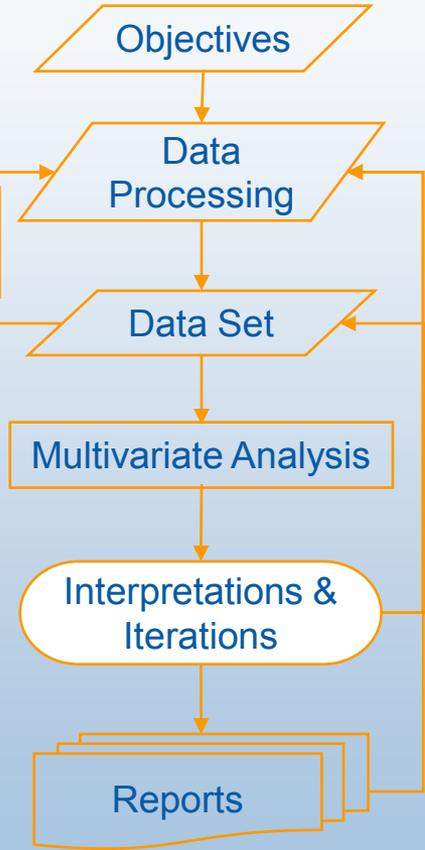 Objectives
Data
Processing
Data Set
Multivariate Analysis
Interpretations &
Iterations
Reports